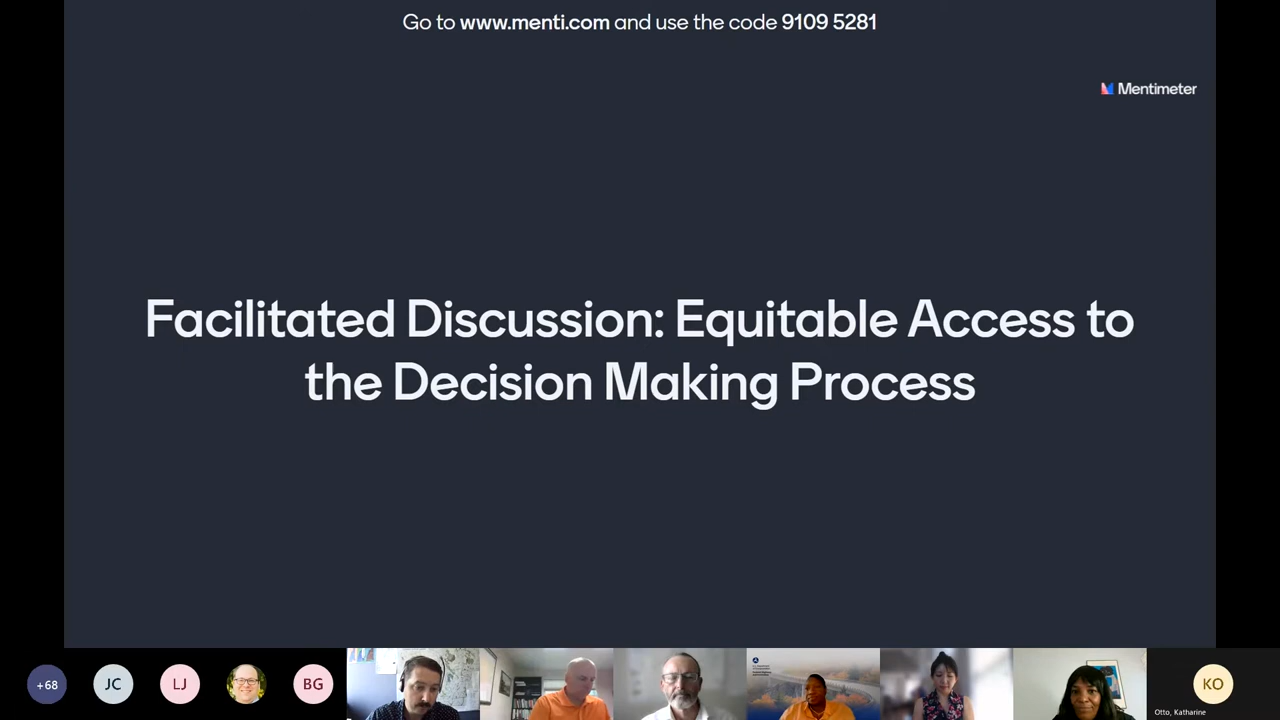 Go to www.menti.com and use the code 9109 5281
Mentimeter
Facilitated Discussion: Equitable Access to
the Decision Making Process
+68
JC
LJ
BG
KO
Otto, Katharine